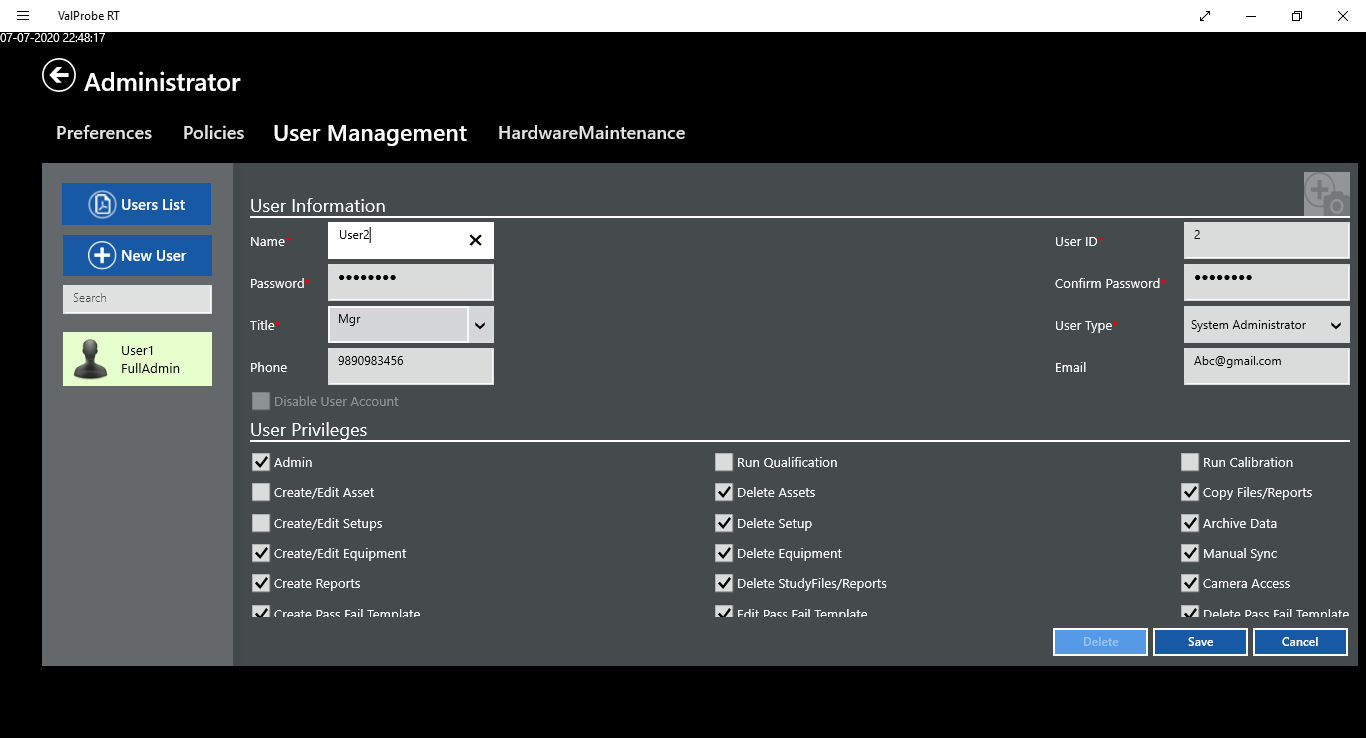 ValProbe RT
07-07-2020 22:48:17
Administrator
Preferences Policies User Management HardwareMaintenance
Users List
New User
Search
User1
FullAdmin
User Information
Name* User2 User ID* 2
Password* •••••••• Confirm Password* ••••••••
Title* Mgr User Type* System Administrator
Phone 9890983456 Email Abc@gmail.com
Disable User Account
User Privileges
Admin Run Qualification Run Calibration
Create/Edit Asset Delete Assets Copy Files/Reports
Create/Edit Setups Delete Setup Archive Data
Create/Edit Equipment Delete Equipment Manual Sync
Create Reports Delete StudyFiles/Reports Camera Access
Create Pass Fail Template Edit Pass Fail Template Delete Pass Fail Template
Delete Save Cancel